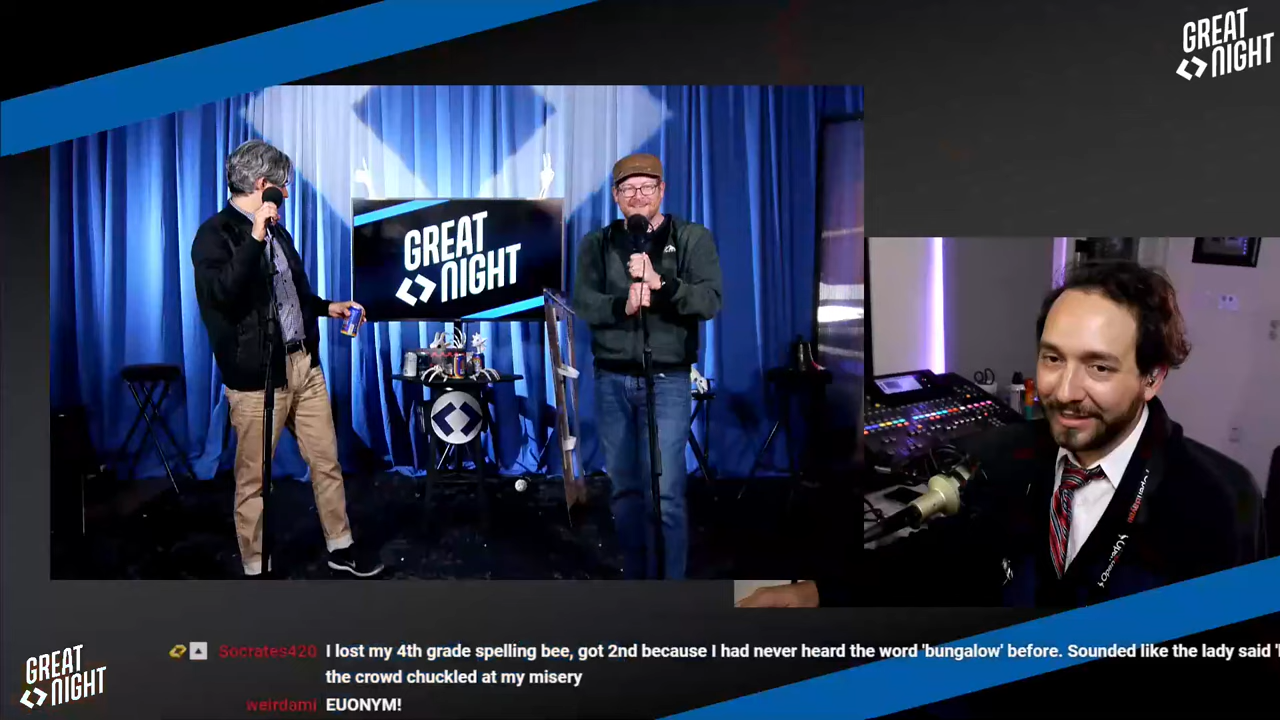 GREAT
NIGHT
GREAT
NIGHT
Socrates420 I lost my 4th grade spelling bee, got 2nd because I had never heard the word 'bungalow' before. Sounded like the lady said '
the crowd chuckled at my misery
weirdami EUONYM!
GREAT
NIGHT